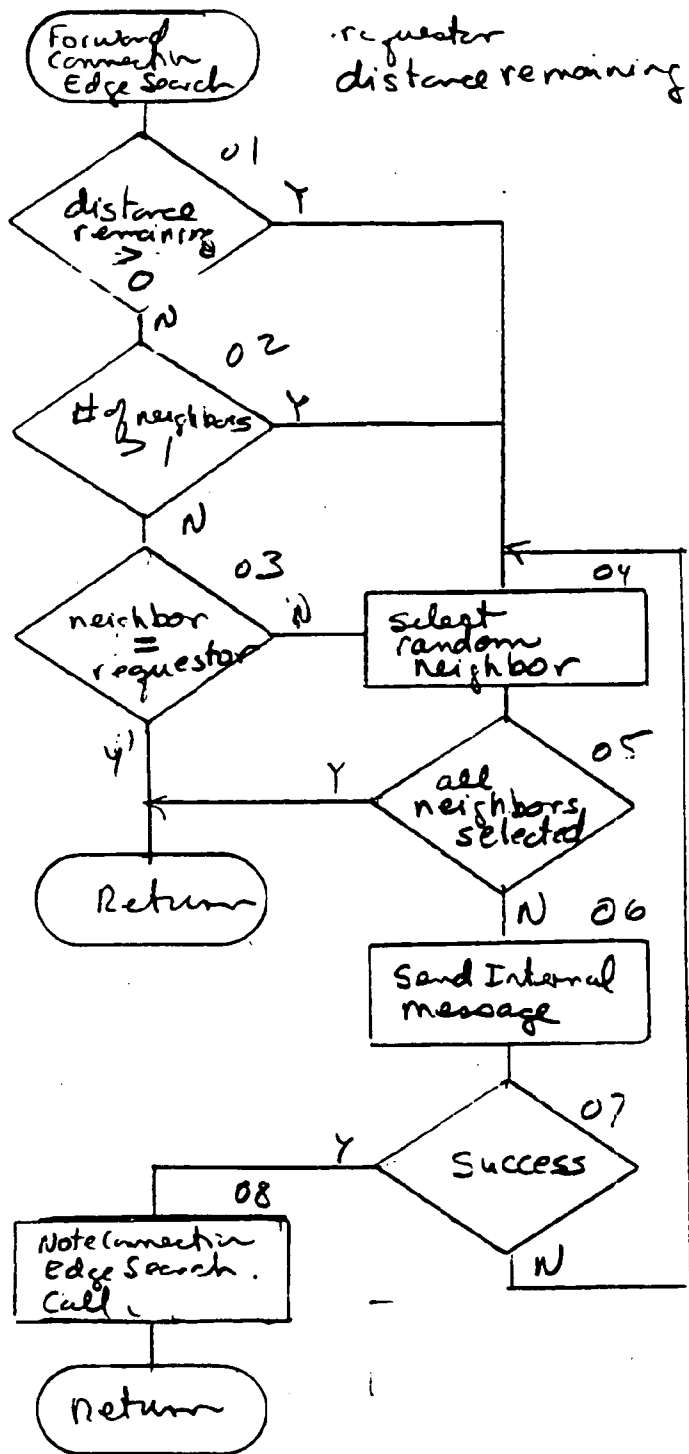 Forward
Connection
Edge Search
requestor
distance remaining
01
distance
remaining
>
0
Y
N
02
# of neighbors
> 1
Y
N
03
neighbor
=
requestor
N
Y
04
select
random
neighbor
05
all
neighbors
selected
Y
N
Return
06
Send Internal
message
07
Success
Y
N
08
Note Connection
Edge Search
Call
Return